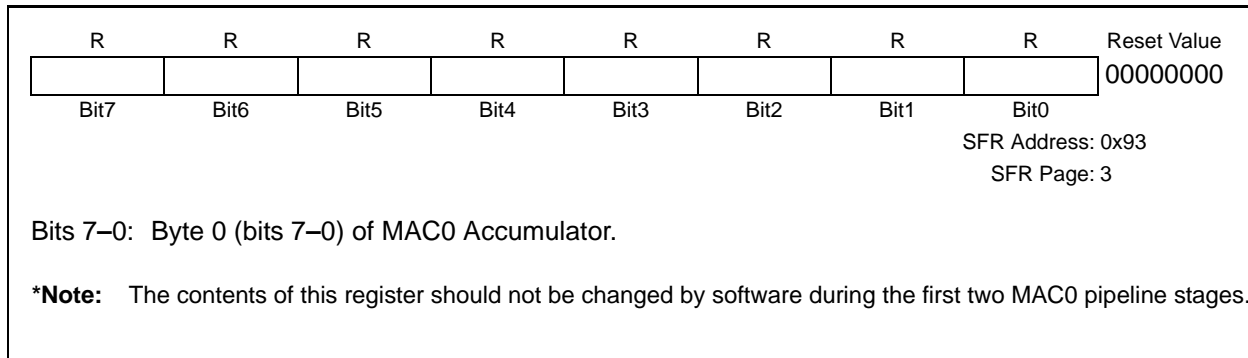 R R R R R R R R Reset Value
00000000
Bit7 Bit6 Bit5 Bit4 Bit3 Bit2 Bit1 Bit0
SFR Address: 0x93
SFR Page: 3
Bits 7–0: Byte 0 (bits 7–0) of MAC0 Accumulator.
*Note: The contents of this register should not be changed by software during the first two MAC0 pipeline stages.